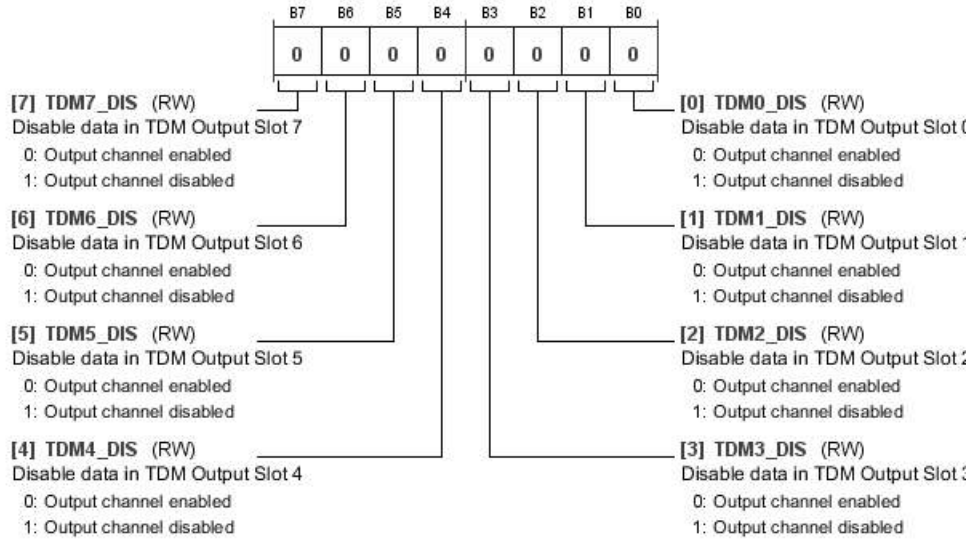 B7 B6 B5 B4 B3 B2 B1 B0
0 0 0 0 0 0 0 0
[7] TDM7_DIS (RW)
Disable data in TDM Output Slot 7
0: Output channel enabled
1: Output channel disabled
[6] TDM6_DIS (RW)
Disable data in TDM Output Slot 6
0: Output channel enabled
1: Output channel disabled
[5] TDM5_DIS (RW)
Disable data in TDM Output Slot 5
0: Output channel enabled
1: Output channel disabled
[4] TDM4_DIS (RW)
Disable data in TDM Output Slot 4
0: Output channel enabled
1: Output channel disabled
[0] TDM0_DIS (RW)
Disable data in TDM Output Slot 0
0: Output channel enabled
1: Output channel disabled
[1] TDM1_DIS (RW)
Disable data in TDM Output Slot 1
0: Output channel enabled
1: Output channel disabled
[2] TDM2_DIS (RW)
Disable data in TDM Output Slot 2
0: Output channel enabled
1: Output channel disabled
[3] TDM3_DIS (RW)
Disable data in TDM Output Slot 3
0: Output channel enabled
1: Output channel disabled